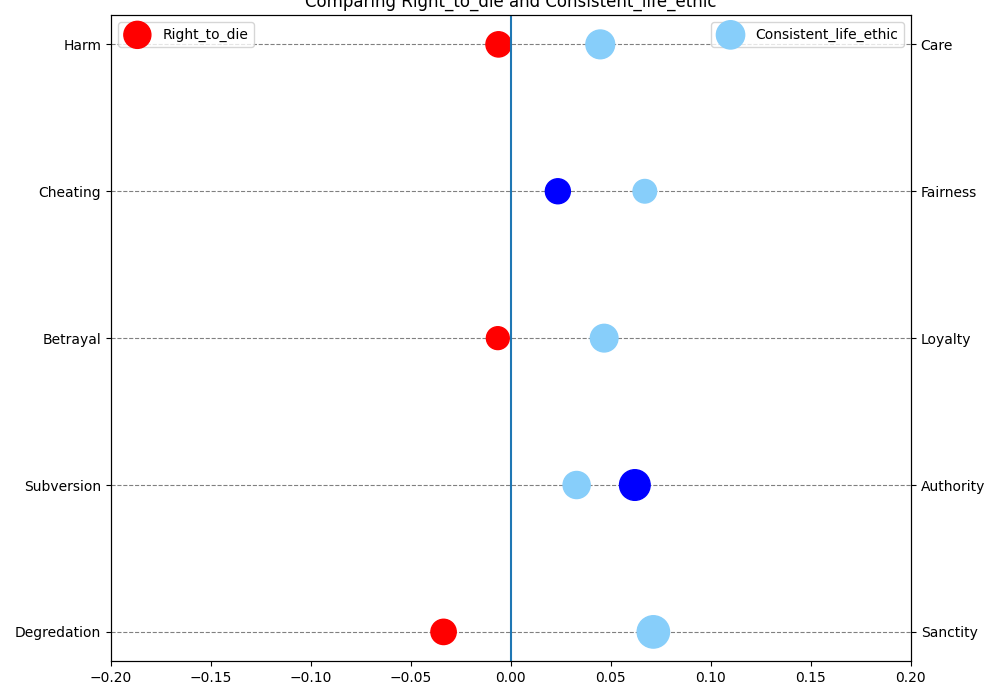 Comparing Right_to_die and Consistent_life_ethic
Right_to_die
Consistent_life_ethic
Harm
Care
Cheating
Fairness
Betrayal
Loyalty
Subversion
Authority
Degredation
Sanctity
−0.20 −0.15 −0.10 −0.05 0.00 0.05 0.10 0.15 0.20